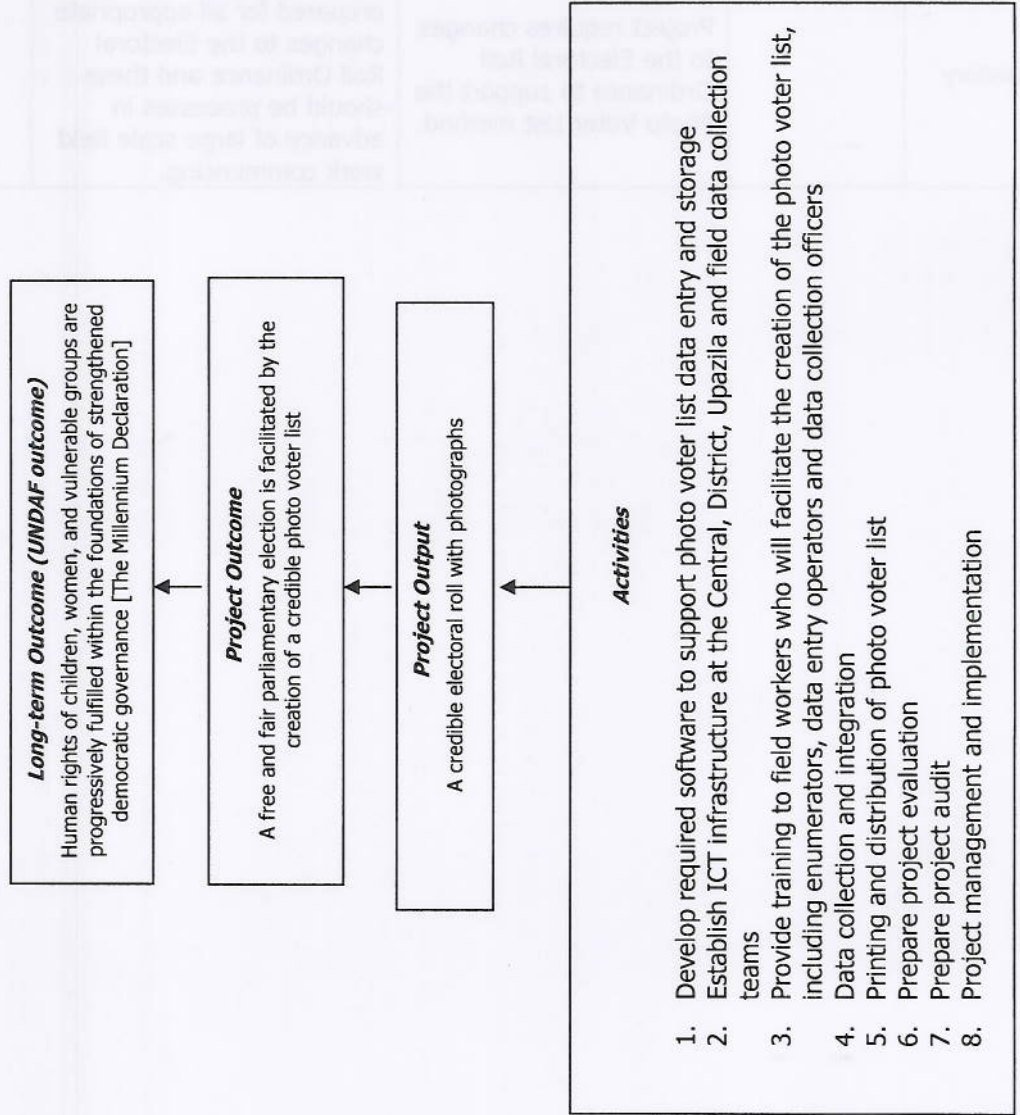 Long-term Outcome (UNDAF outcome)
Human rights of children, women, and vulnerable groups are
progressively fulfilled within the foundations of strengthened
democratic governance [The Millennium Declaration]
Project Outcome
A free and fair parliamentary election is facilitated by the
creation of a credible photo voter list
Project Output
A credible electoral roll with photographs
Activities
1. Develop required software to support photo voter list data entry and storage
2. Establish ICT infrastructure at the Central, District, Upazila and field data collection
teams
3. Provide training to field workers who will facilitate the creation of the photo voter list,
including enumerators, data entry operators and data collection officers
4. Data collection and integration
5. Printing and distribution of photo voter list
6. Prepare project evaluation
7. Prepare project audit
8. Project management and implementation
prepared for all appropriate
changes to the Electoral
Roll Ordinance and these
should be processes in
advance of large scale field
work commencing.
Project requires changes
to the Electoral Roll
Ordinance to support the
Photo Voter List method.